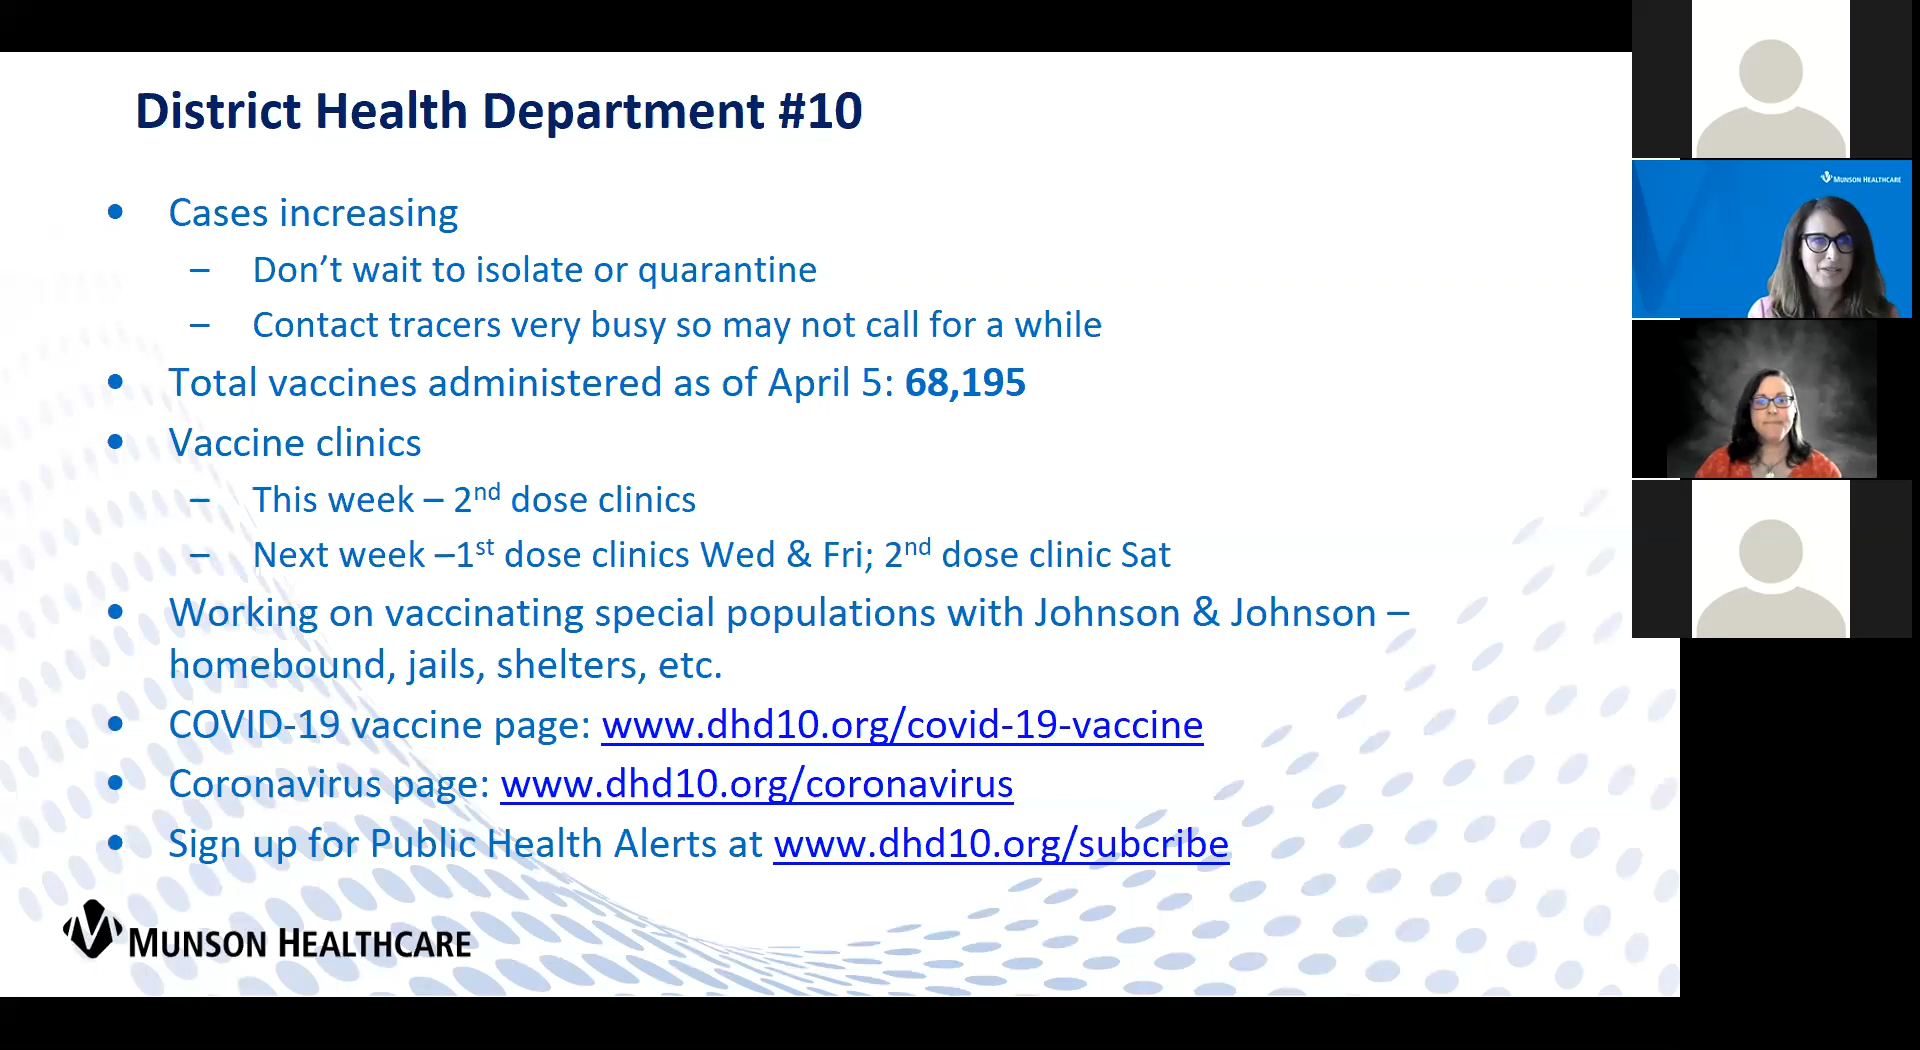 District Health Department #10
• Cases increasing
– Don’t wait to isolate or quarantine
– Contact tracers very busy so may not call for a while
• Total vaccines administered as of April 5: 68,195
• Vaccine clinics
– This week – 2nd dose clinics
– Next week –1st dose clinics Wed & Fri; 2nd dose clinic Sat
• Working on vaccinating special populations with Johnson & Johnson –
homebound, jails, shelters, etc.
• COVID-19 vaccine page: www.dhd10.org/covid-19-vaccine
• Coronavirus page: www.dhd10.org/coronavirus
• Sign up for Public Health Alerts at www.dhd10.org/subcribe
MUNSON HEALTHCARE
MUNSON HEALTHCARE